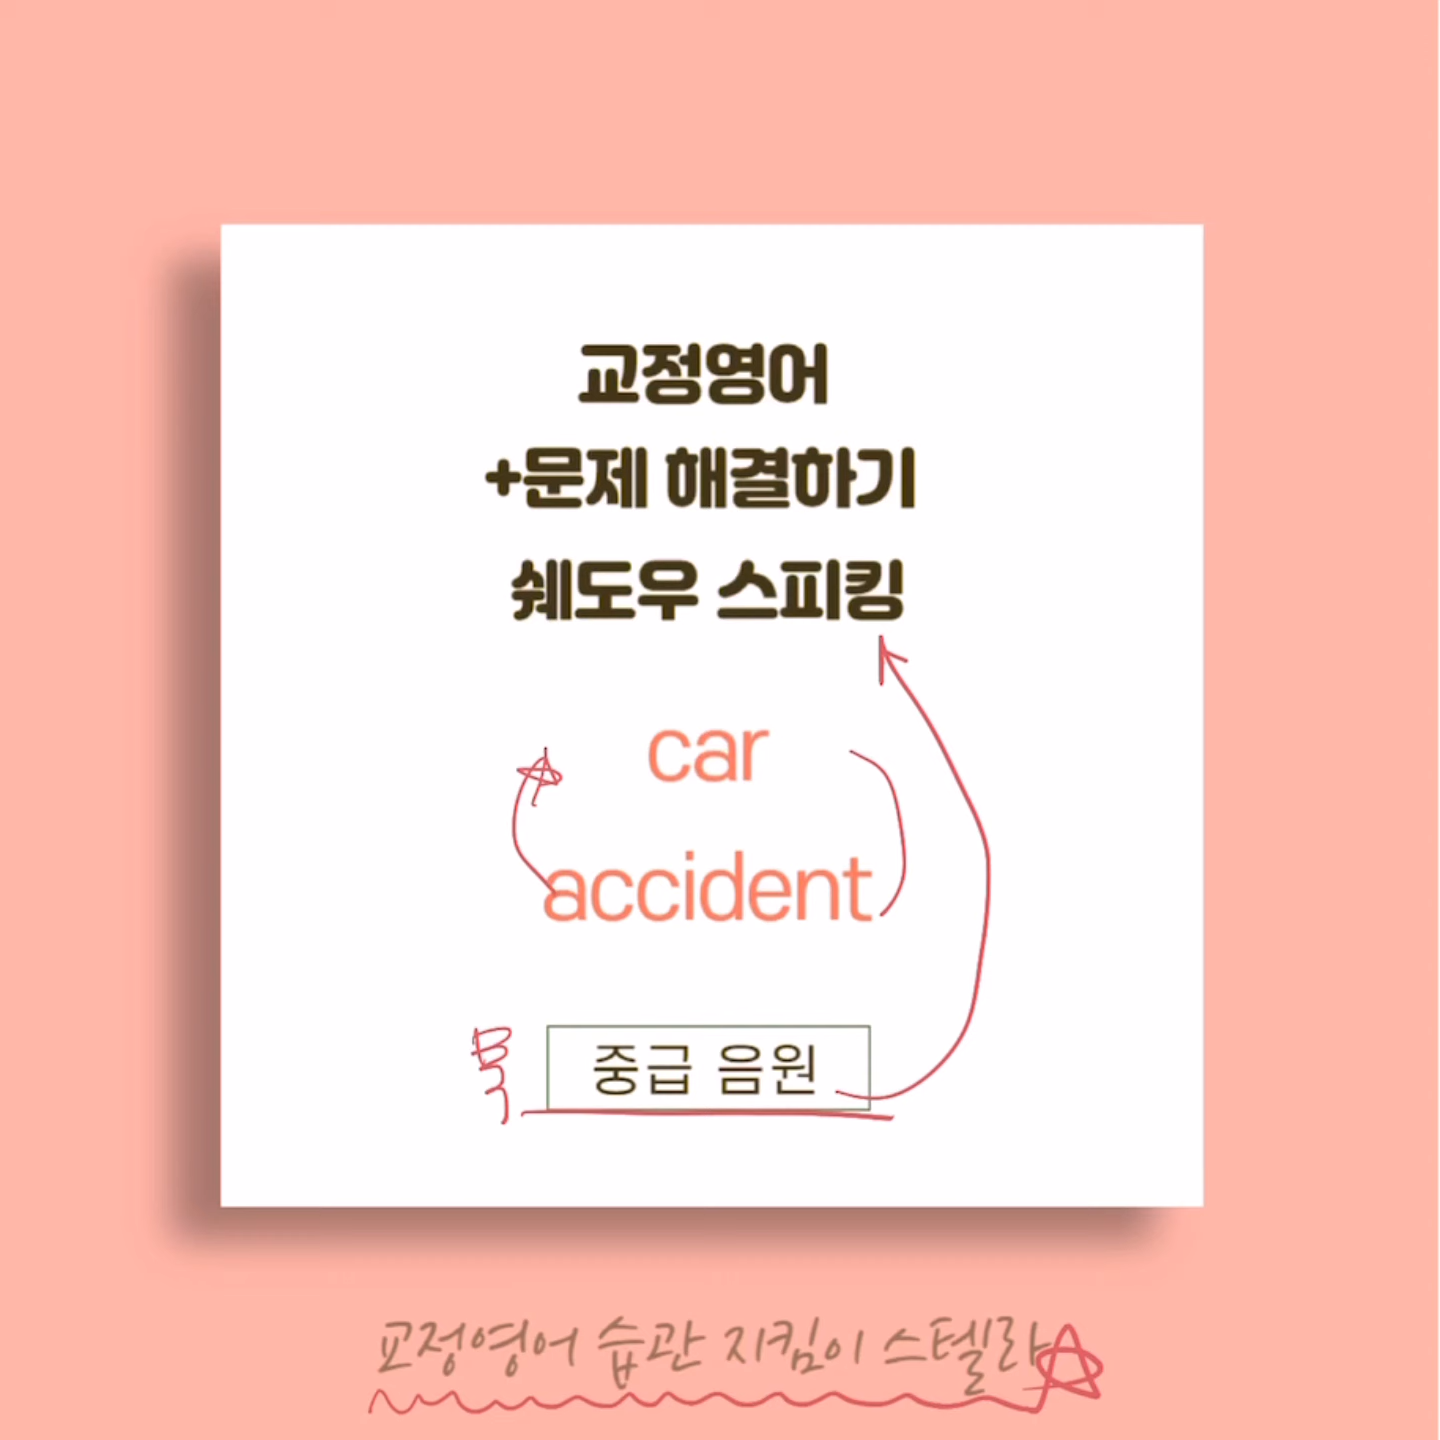 교정영어
+문제 해결하기
쉐도우 스피킹
car
accident
중급 음원
교정영어 습관 지킴이 스텔라